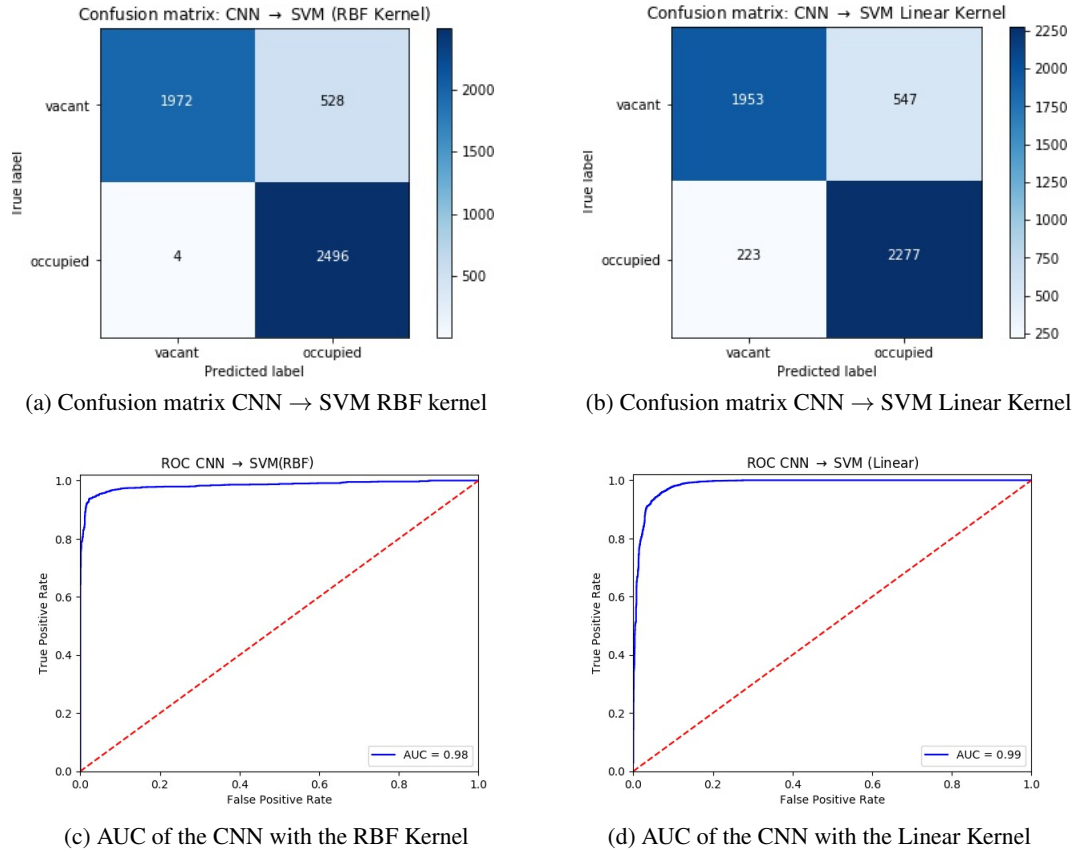 Confusion matrix: CNN → SVM (RBF Kernel)
vacant
1972
528
2000
1500
True label
1000
occupied
4
2496
500
vacant
occupied
Predicted label
(a) Confusion matrix CNN → SVM RBF kernel
Confusion matrix: CNN → SVM Linear Kernel
2250
2000
vacant
1953
547
1750
1500
True label
1250
1000
occupied
223
2277
750
500
250
vacant
occupied
Predicted label
(b) Confusion matrix CNN → SVM Linear Kernel
ROC CNN → SVM(RBF)
1.0
0.8
0.6
True Positive Rate
0.4
0.2
0.0
AUC = 0.98
0.0 0.2 0.4 0.6 0.8 1.0
False Positive Rate
(c) AUC of the CNN with the RBF Kernel
ROC CNN → SVM (Linear)
1.0
0.8
0.6
True Positive Rate
0.4
0.2
0.0
AUC = 0.99
0.0 0.2 0.4 0.6 0.8 1.0
False Positive Rate
(d) AUC of the CNN with the Linear Kernel